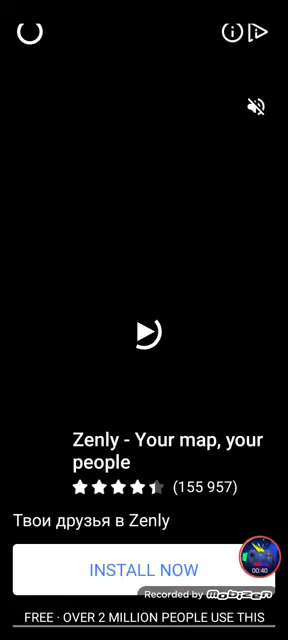 Zenly - Your map, your
people
(155 957)
Твои друзья в Zenly
INSTALL NOW
00:40
Recorded by mobizen
FREE · OVER 2 MILLION PEOPLE USE THIS